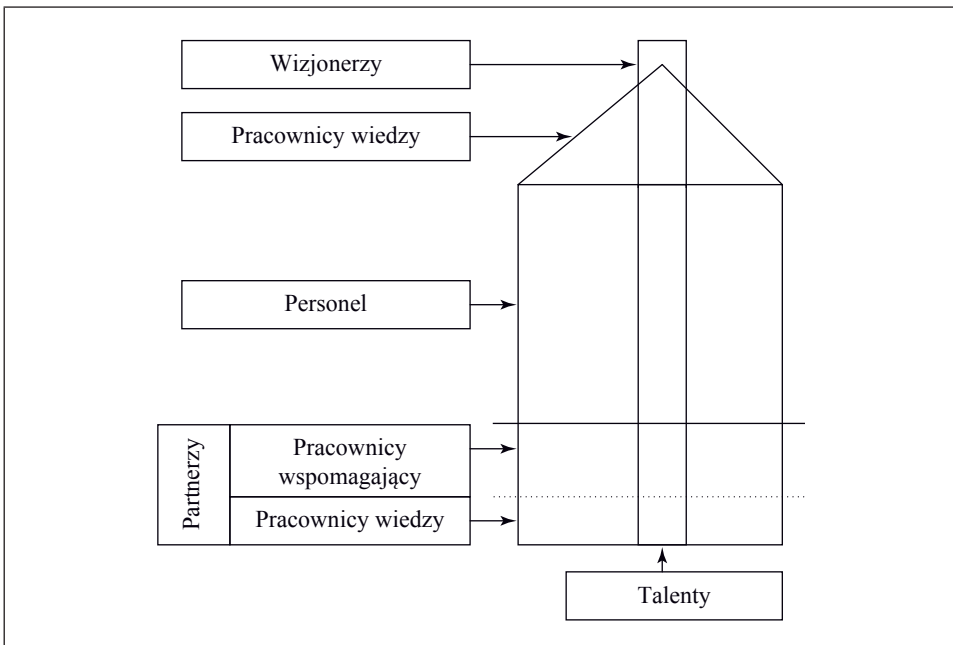 Wizjonerzy
Pracownicy wiedzy
Personel
Partnerzy
Pracownicy
wspomagający
Pracownicy wiedzy
Talenty